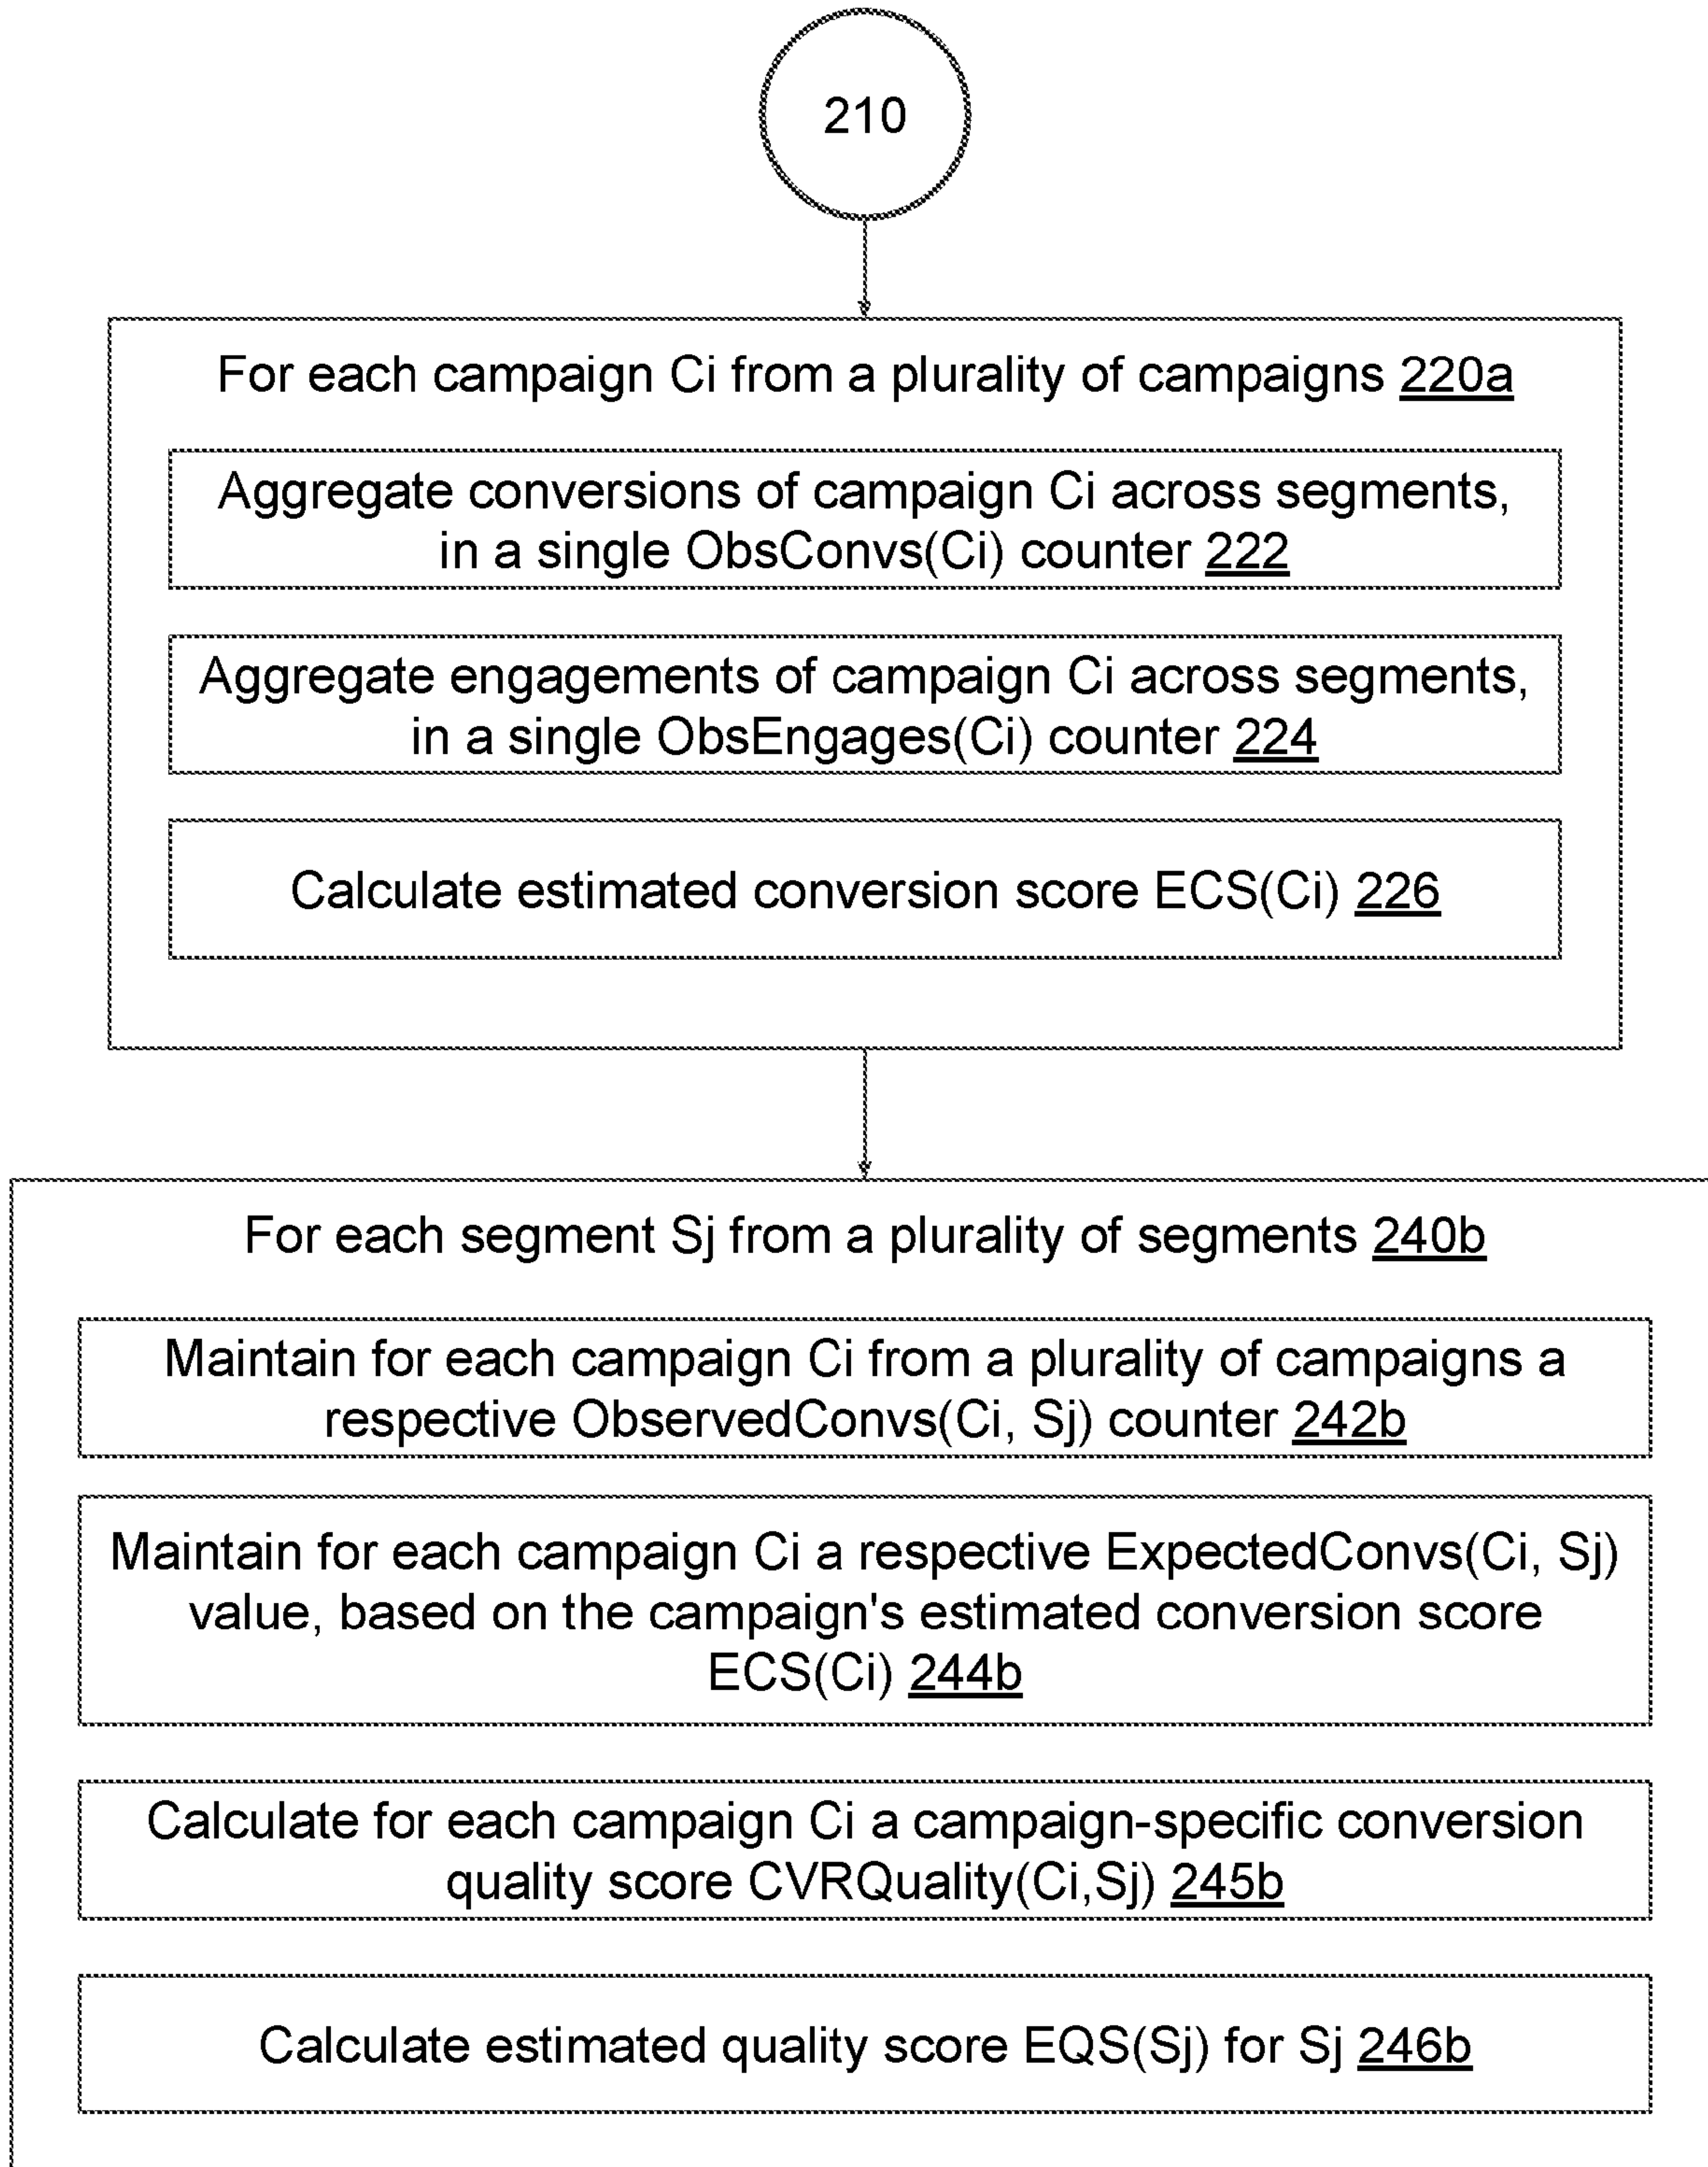 210
For each campaign Ci from a plurality of campaigns 220a
Aggregate conversions of campaign Ci across segments,
in a single ObsConvs(Ci) counter 222
Aggregate engagements of campaign Ci across segments,
in a single ObsEngages(Ci) counter 224
Calculate estimated conversion score ECS(Ci) 226
For each segment Sj from a plurality of segments 240b
Maintain for each campaign Ci from a plurality of campaigns a
respective ObservedConvs(Ci, Sj) counter 242b
Maintain for each campaign Ci a respective ExpectedConvs(Ci, Sj)
value, based on the campaign's estimated conversion score
ECS(Ci) 244b
Calculate for each campaign Ci a campaign-specific conversion
quality score CVRQuality(Ci,Sj) 245b
Calculate estimated quality score EQS(Sj) for Sj 246b